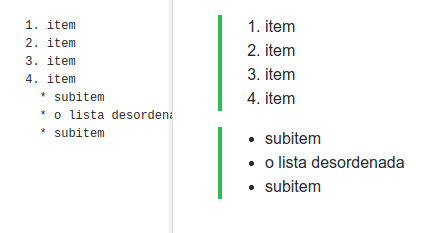 1. item
2. item
3. item
4. item
  * subitem
  * o lista desordena
  * subitem
1. item
2. item
3. item
4. item
• subitem
• o lista desordenada
• subitem